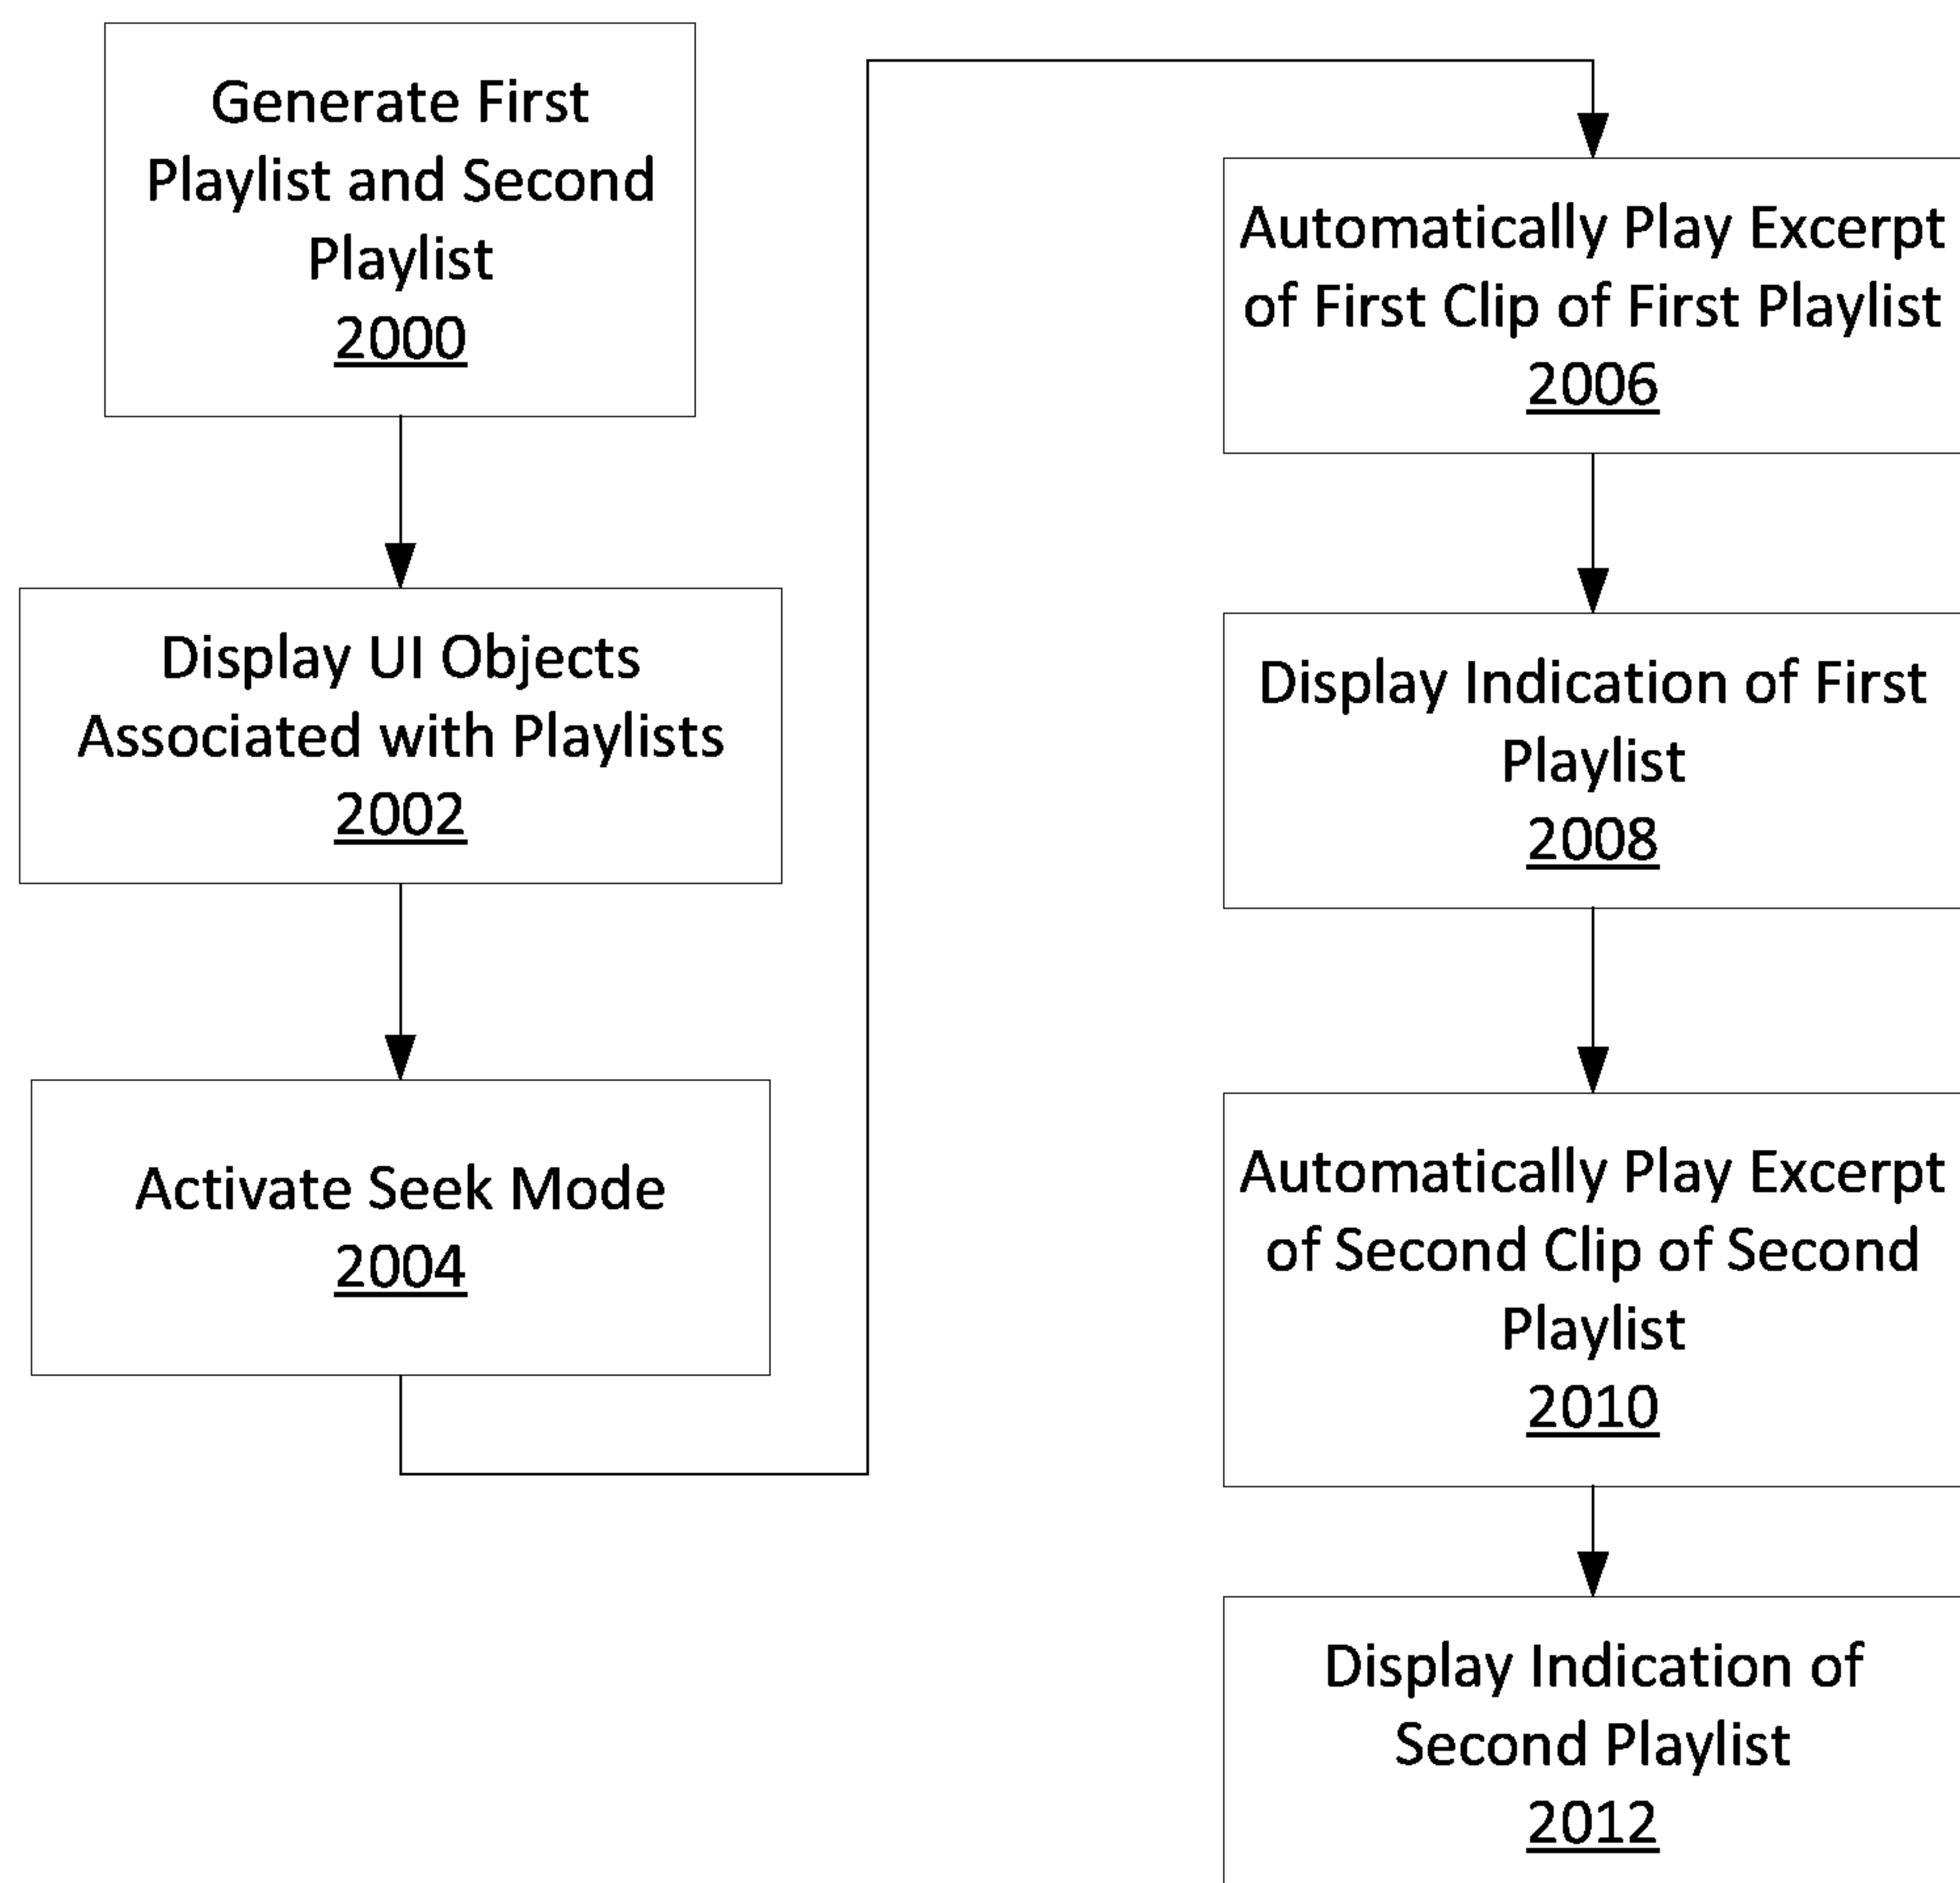 Generate First
Playlist and Second
Playlist
2000
Display UI Objects
Associated with Playlists
2002
Activate Seek Mode
2004
Automatically Play Excerpt
of First Clip of First Playlist
2006
Display Indication of First
Playlist
2008
Automatically Play Excerpt
of Second Clip of Second
Playlist
2010
Display Indication of
Second Playlist
2012